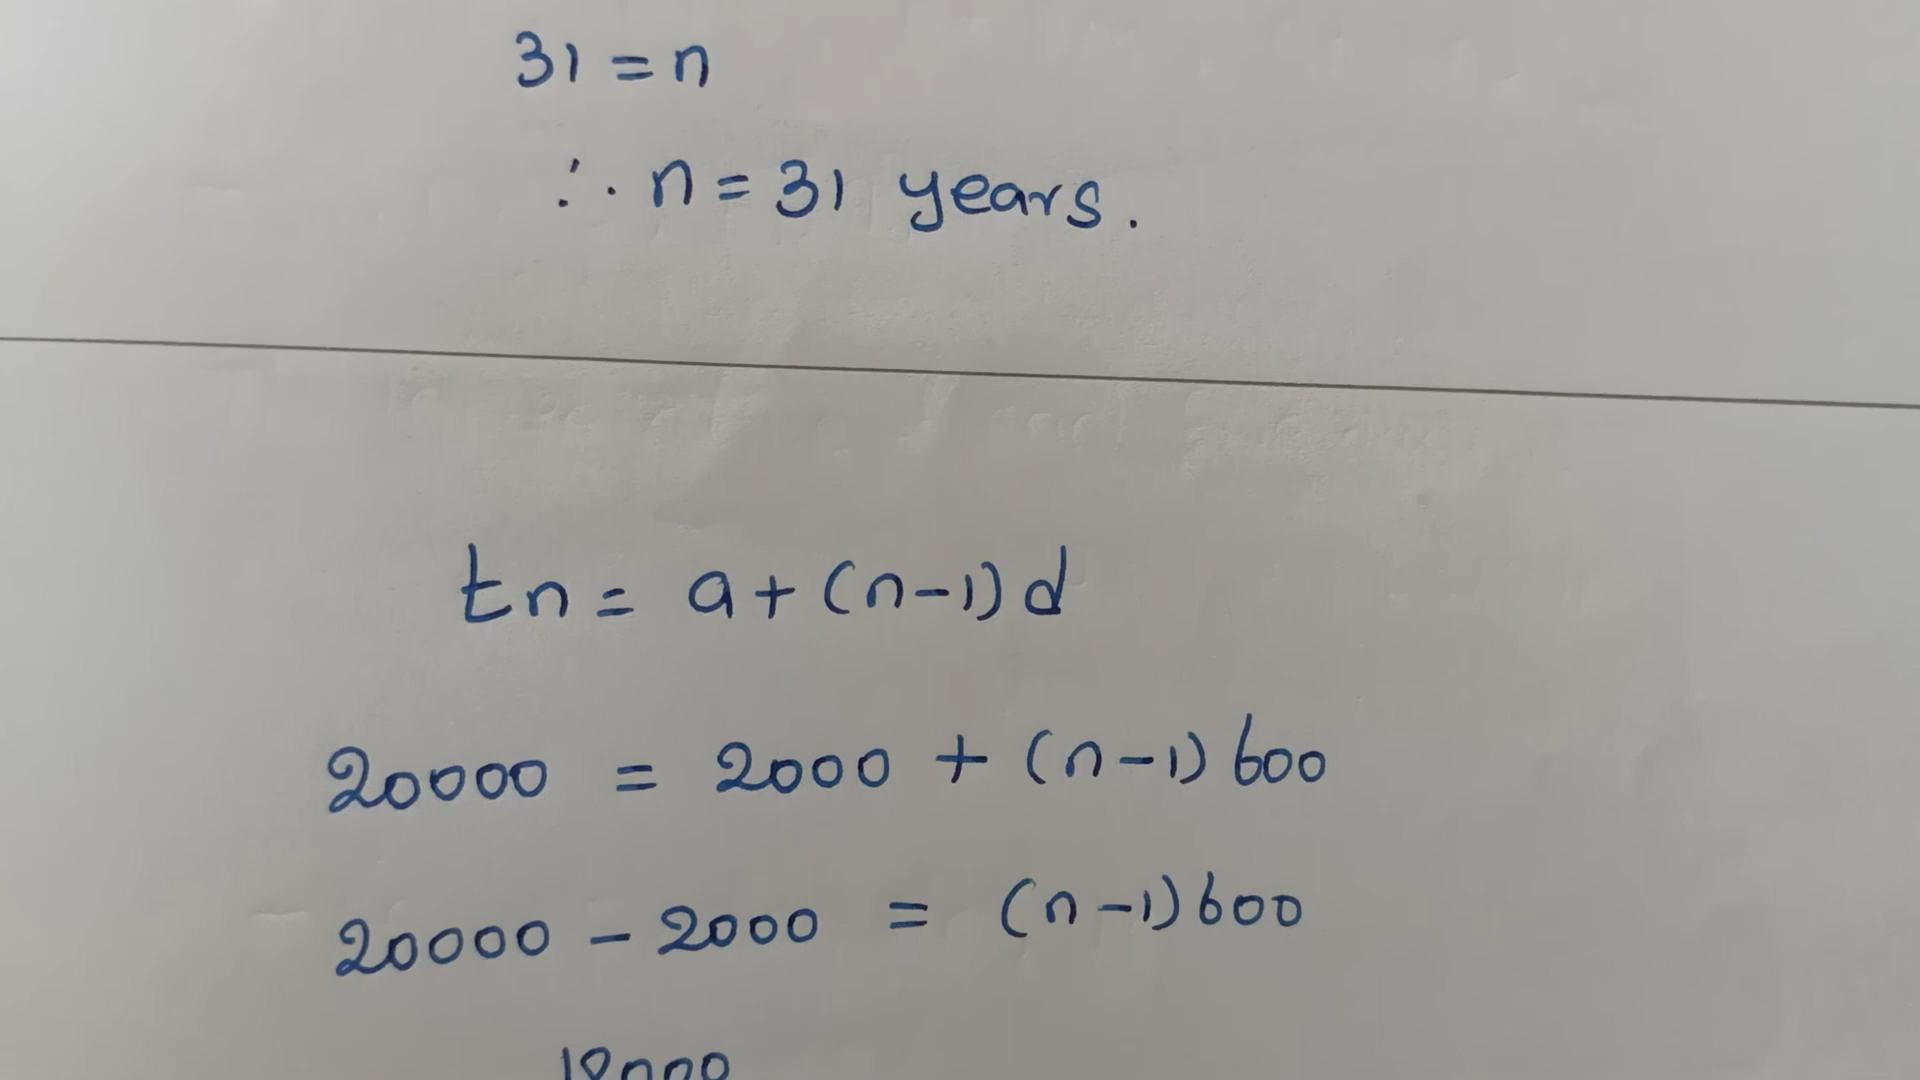 31 = n
∴ n = 31 years.
tn = a + (n-1) d
20000 = 2000 + (n-1) 600
20000 - 2000 = (n-1) 600